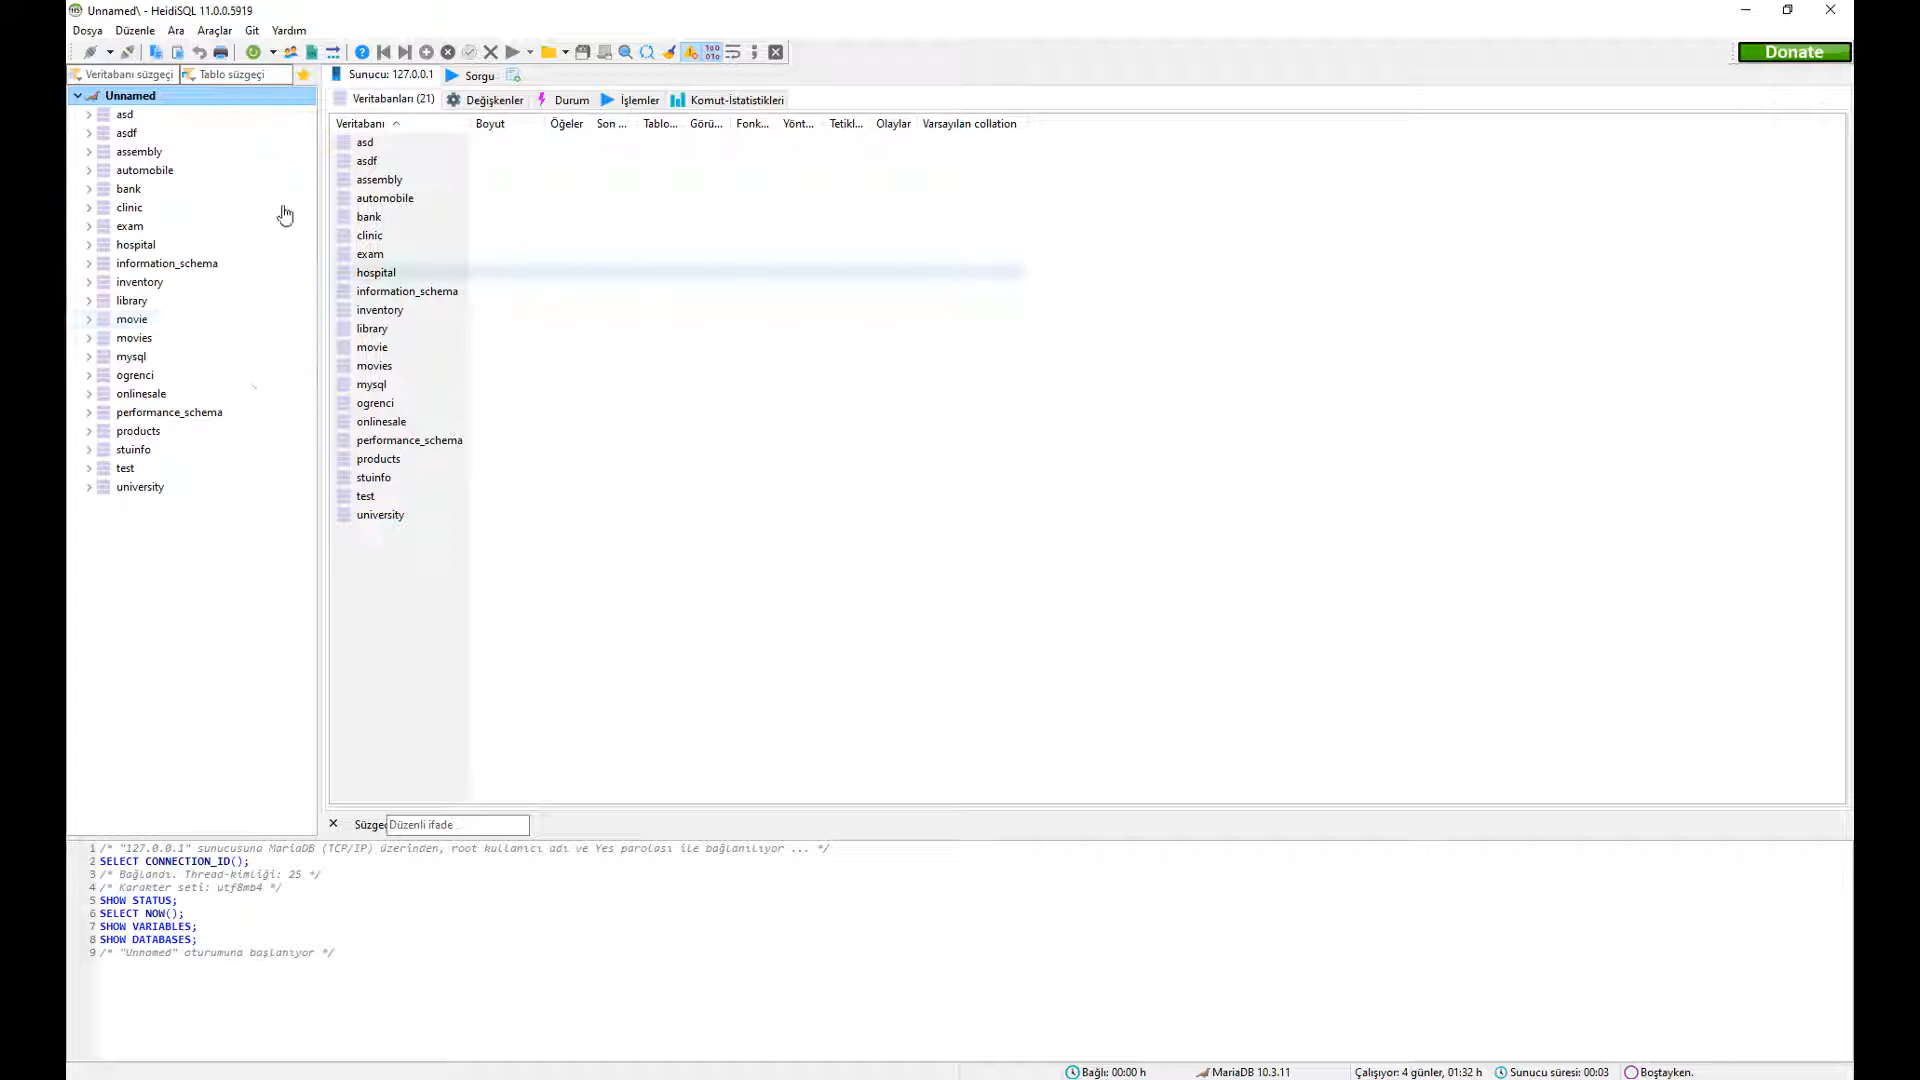 Unnamed\ - HeidiSQL 11.0.0.5919
Dosya Düzenle Ara Araçlar Git Yardım
Donate
Veritabanı süzgeçi Tablo süzgeçi
Sunucu: 127.0.0.1 Sorgu
Unnamed
asd
asdf
assembly
automobile
bank
clinic
exam
hospital
information_schema
inventory
library
movie
movies
mysql
ogrenci
onlinesale
performance_schema
products
stuinfo
test
university
Veritabanları (21) Değişkenler Durum İşlemler Komut-İstatistikleri
Veritabanı Boyut Öğeler Son ... Tablo... Görü... Fonk... Yönt... Tetikl... Olaylar Varsayılan collation
asd
asdf
assembly
automobile
bank
clinic
exam
hospital
information_schema
inventory
library
movie
movies
mysql
ogrenci
onlinesale
performance_schema
products
stuinfo
test
university
Süzgeç Düzenli ifade
1 /* "127.0.0.1" sunucusuna MariaDB (TCP/IP) üzerinden, root kullanıcı adı ve Yes parolası ile bağlanılıyor ... */
2 SELECT CONNECTION_ID();
3 /* Bağlandı. Thread-kimliği: 25 */
4 /* Karakter seti: utf8mb4 */
5 SHOW STATUS;
6 SELECT NOW();
7 SHOW VARIABLES;
8 SHOW DATABASES;
9 /* "Unnamed" oturumuna başlanıyor */
Bağlı: 00:00 h MariaDB 10.3.11 Çalışıyor: 4 günler, 01:32 h Sunucu süresi: 00:03 Boştayken.